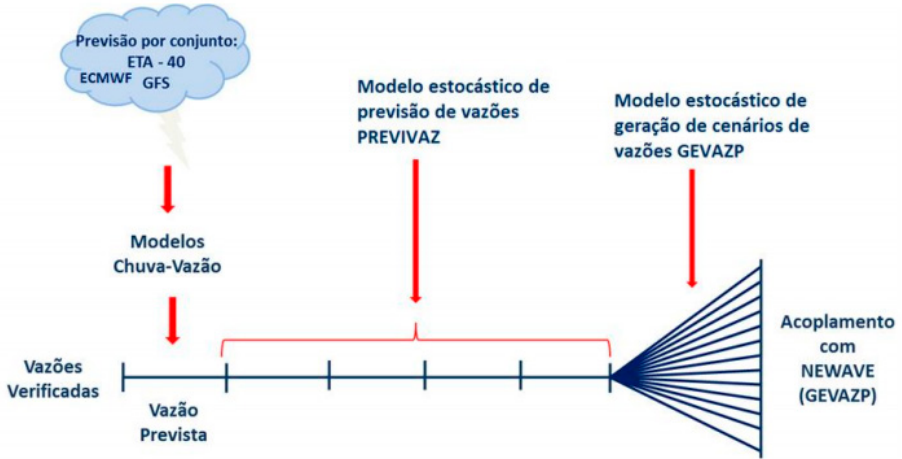 Previsão por conjunto:
ETA - 40
ECMWF GFS
Modelo estocástico de
previsão de vazões
PREVIVAZ
Modelo estocástico de
geração de cenários de
vazões GEVAZP
Modelos
Chuva-Vazão
Vazões
Verificadas
Vazão
Prevista
Acoplamento
com
NEWAVE
(GEVAZP)